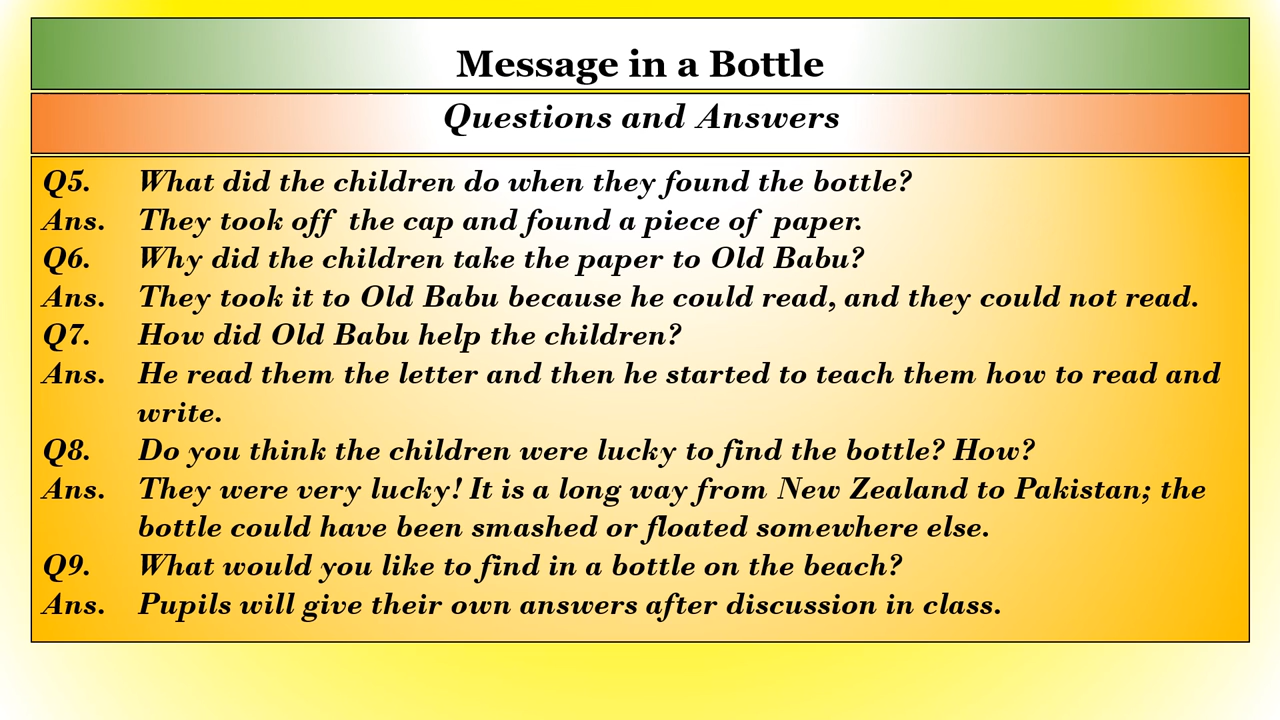 Message in a Bottle
Questions and Answers
Q5. What did the children do when they found the bottle?
Ans. They took off the cap and found a piece of paper.
Q6. Why did the children take the paper to Old Babu?
Ans. They took it to Old Babu because he could read, and they could not read.
Q7. How did Old Babu help the children?
Ans. He read them the letter and then he started to teach them how to read and
write.
Q8. Do you think the children were lucky to find the bottle? How?
Ans. They were very lucky! It is a long way from New Zealand to Pakistan; the
bottle could have been smashed or floated somewhere else.
Q9. What would you like to find in a bottle on the beach?
Ans. Pupils will give their own answers after discussion in class.